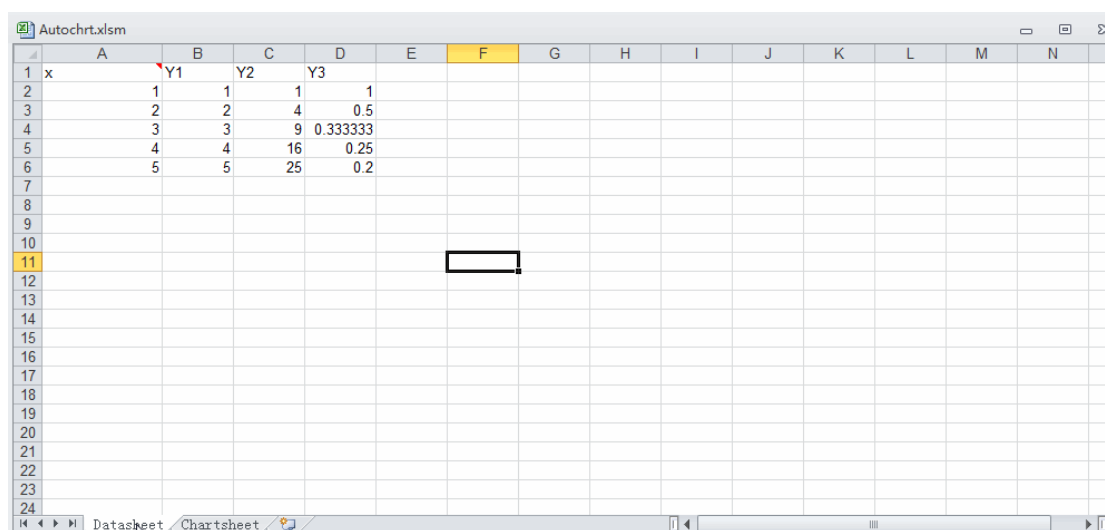 Autochrt.xlsm
A B C D E F G H I J K L M N
1 x Y1 Y2 Y3
2 1 1 1 1
3 2 2 4 0.5
4 3 3 9 0.333333
5 4 4 16 0.25
6 5 5 25 0.2
7
8
9
10
11
12
13
14
15
16
17
18
19
20
21
22
23
24
Datasheet Chartsheet